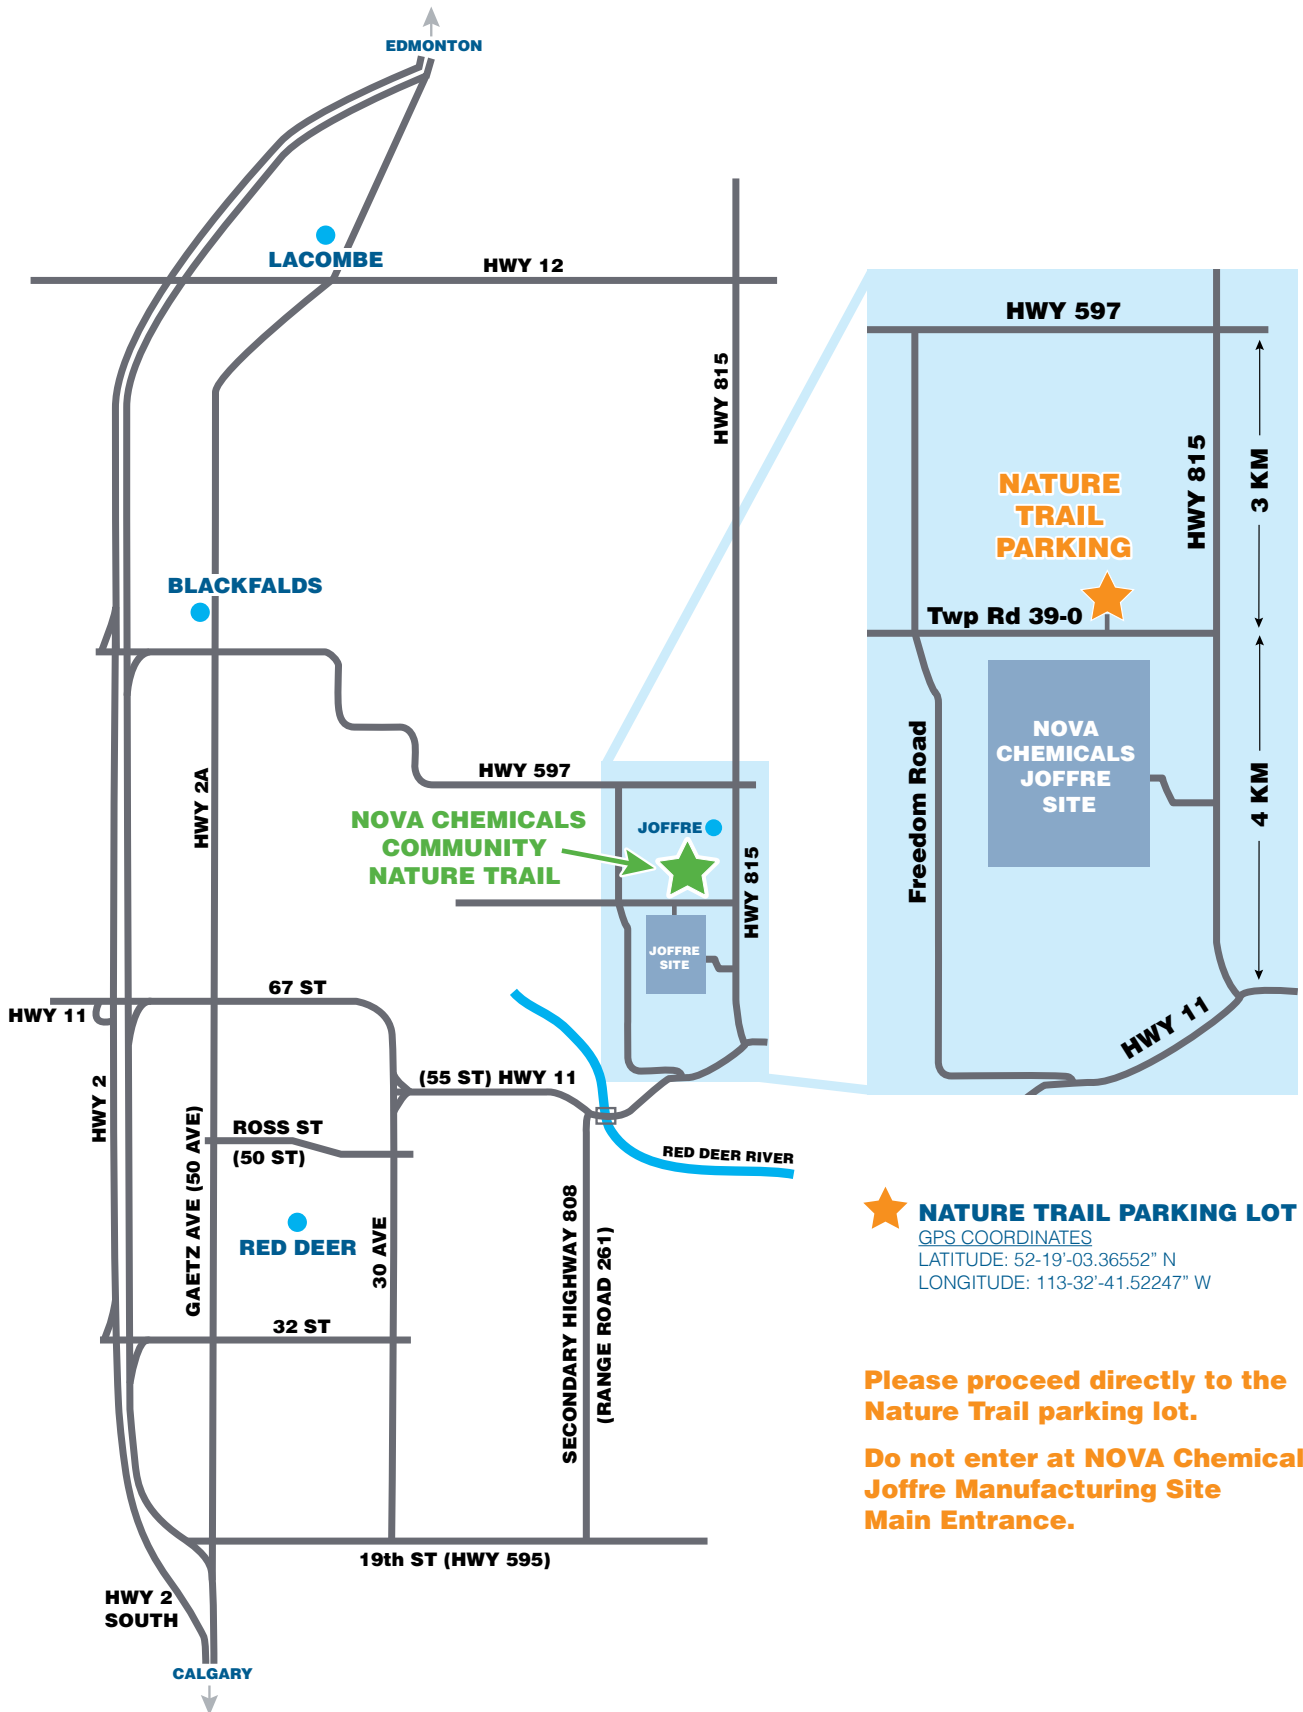 EDMONTON
LACOMBE
HWY 12
HWY 815
BLACKFALDS
HWY 2A
HWY 597
NOVA CHEMICALS
COMMUNITY
NATURE TRAIL
JOFFRE
HWY 815
JOFFRE
SITE
67 ST
HWY 11
HWY 2
(55 ST) HWY 11
GAETZ AVE (50 AVE)
ROSS ST
(50 ST)
RED DEER RIVER
RED DEER
30 AVE
SECONDARY HIGHWAY 808
(RANGE ROAD 261)
32 ST
19th ST (HWY 595)
HWY 2
SOUTH
CALGARY
HWY 597
HWY 815
3 KM
NATURE
TRAIL
PARKING
Twp Rd 39-0
NOVA
CHEMICALS
JOFFRE
SITE
Freedom Road
4 KM
HWY 11
NATURE TRAIL PARKING LOT
GPS COORDINATES
LATITUDE: 52-19'-03.36552” N
LONGITUDE: 113-32'-41.52247” W
Please proceed directly to the
Nature Trail parking lot.
Do not enter at NOVA Chemical
Joffre Manufacturing Site
Main Entrance.